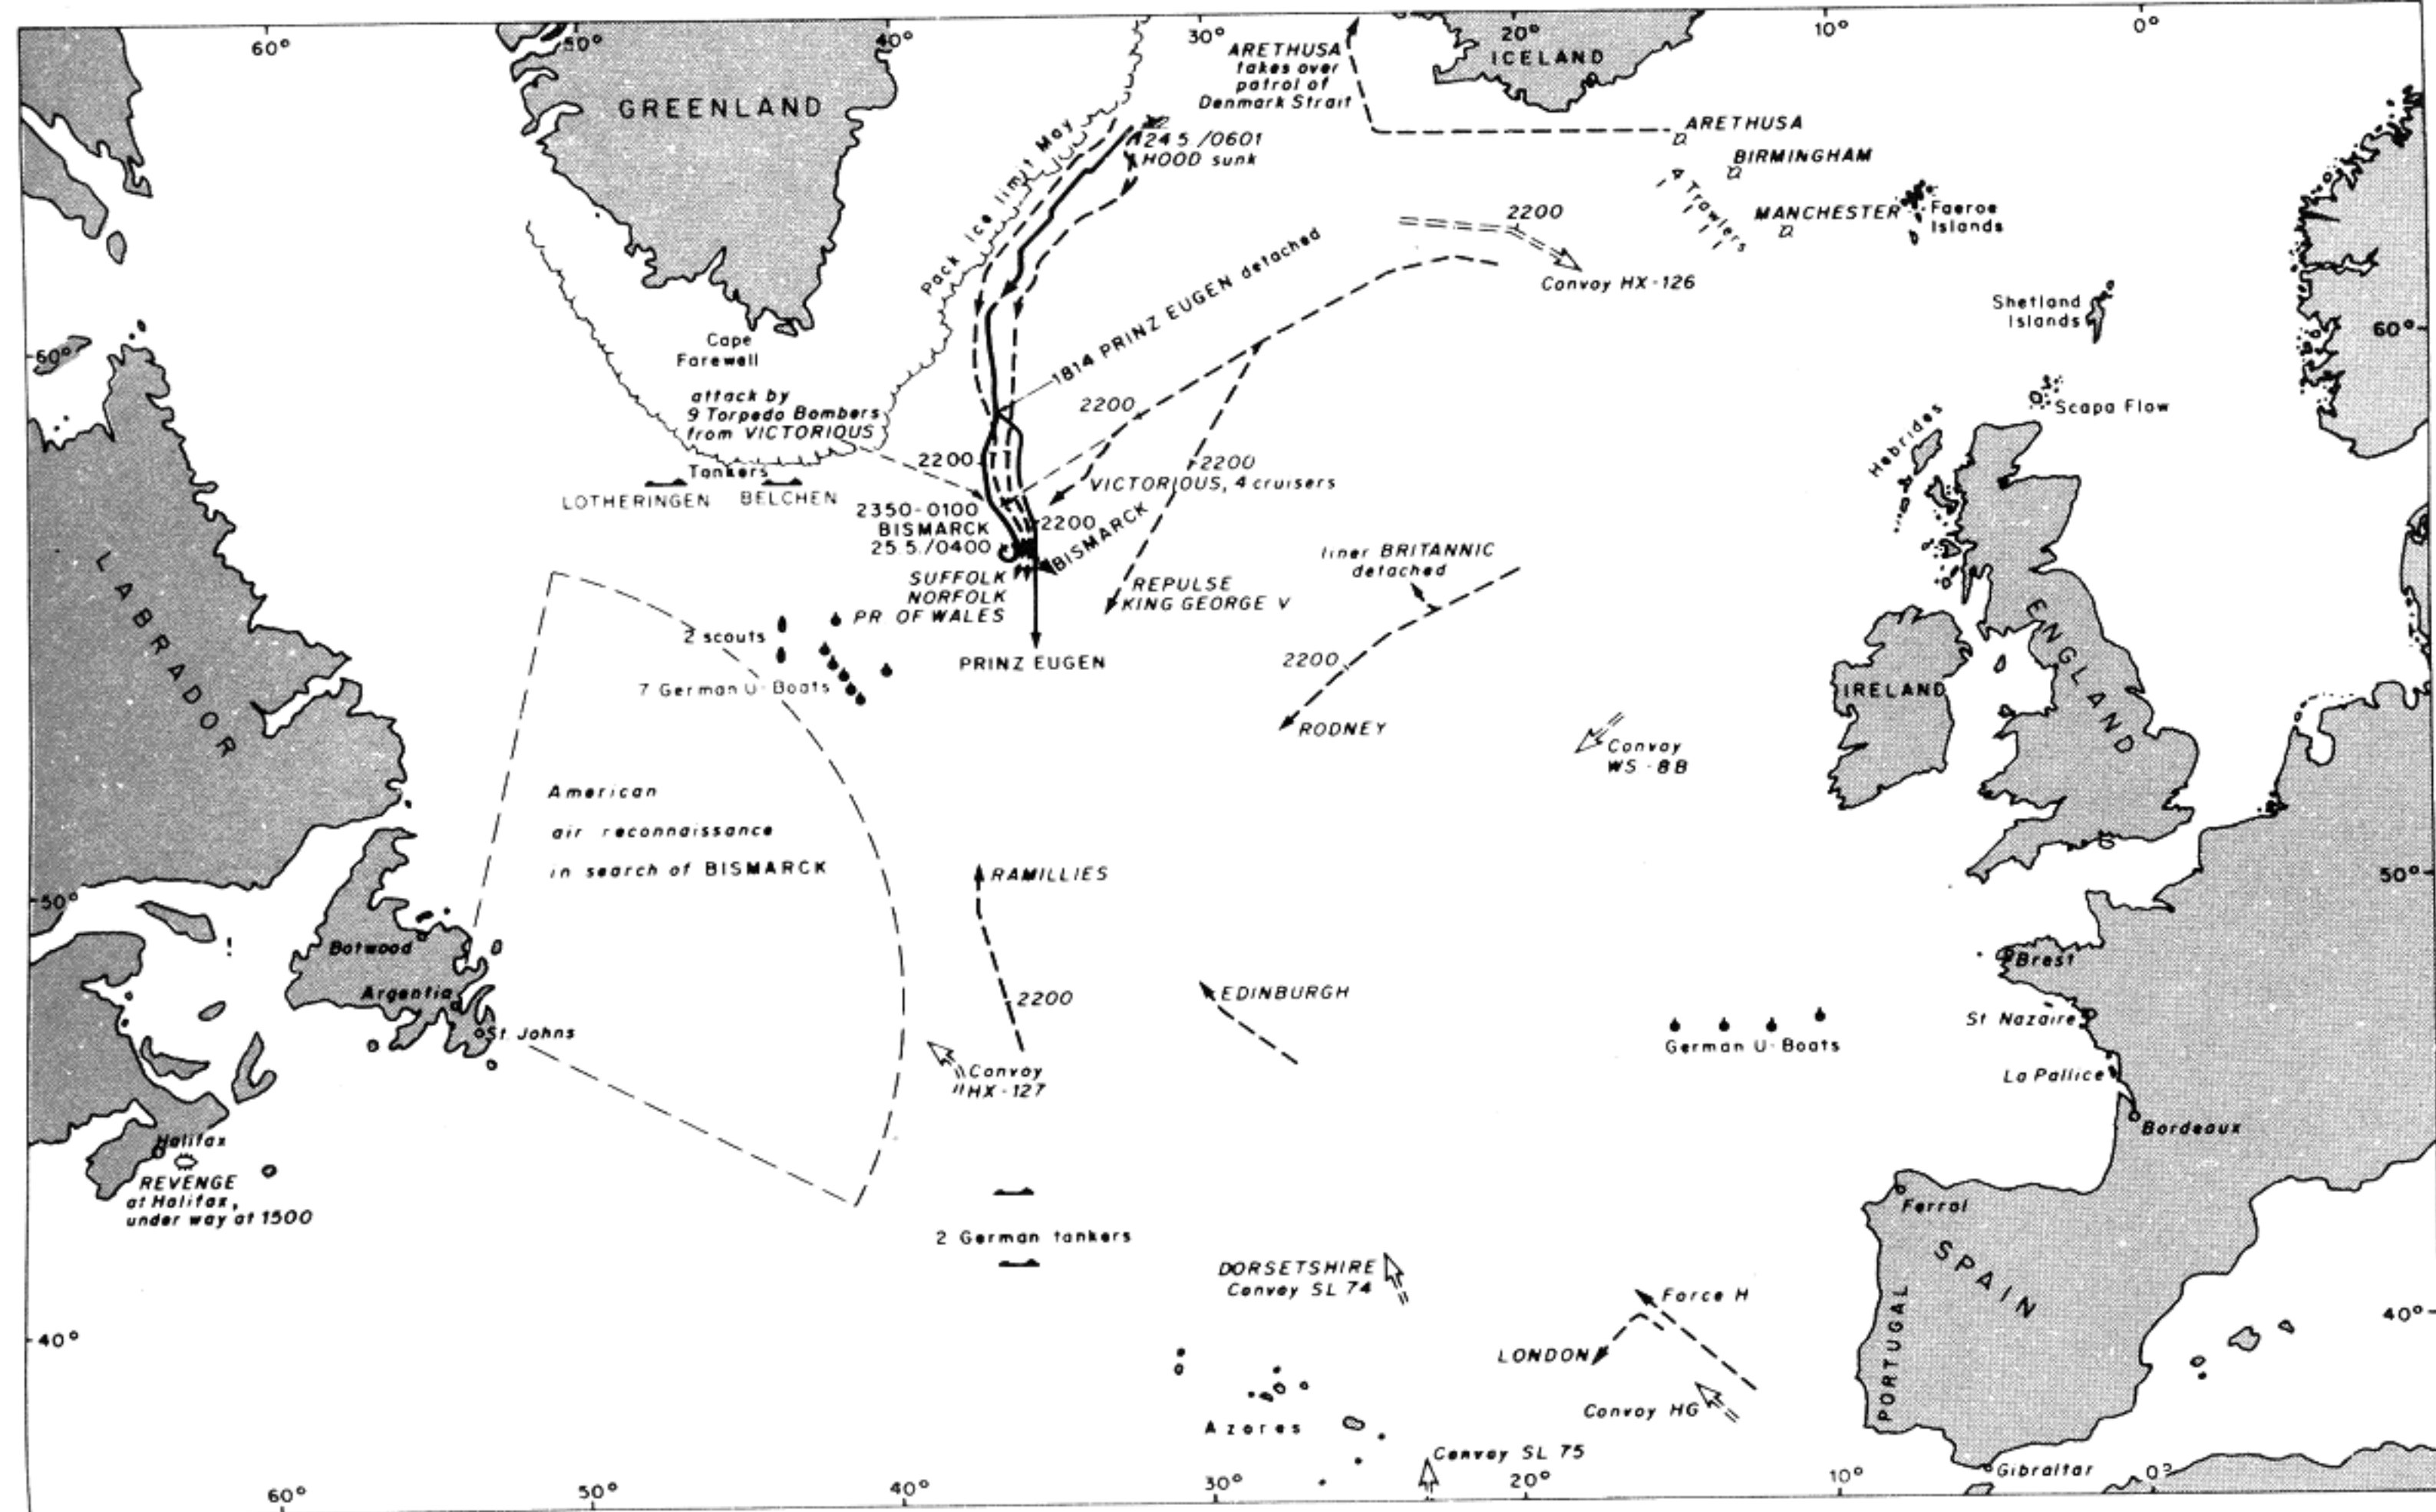 60°
50°
40°
30°
20°
10°
0°
ICELAND
GREENLAND
ARETHUSA
takes over
patrol of
Denmark Strait
Pack ice limit May
24.5./0601
HOOD sunk
ARETHUSA
BIRMINGHAM
4 Trawlers
MANCHESTER
Faeroe
Islands
2200
Convoy HX-126
1814 PRINZ EUGEN detached
Shetland
Islands
60°
60°
Cape
Farewell
attack by
9 Torpedo Bombers
from VICTORIOUS
2200
Scapa Flow
Hebrides
2200
2200
VICTORIOUS, 4 cruisers
Tankers
LOTHERINGEN
BELCHEN
2350-0100
BISMARCK
25.5./0400
2200
BISMARCK
SUFFOLK
NORFOLK
PR OF WALES
REPULSE
KING GEORGE V
liner BRITANNIC
detached
LABRADOR
2 scouts
7 German U-Boats
PRINZ EUGEN
2200
RODNEY
ENGLAND
IRELAND
Convoy
WS-8B
American
air reconnaissance
in search of BISMARCK
RAMILLIES
50°
50°
Botwood
Argentia
St. Johns
2200
EDINBURGH
Convoy
HX-127
Brest
St Nazaire
German U-Boats
La Pallice
Bordeaux
Halifax
REVENGE
at Halifax,
under way at 1500
2 German tankers
Ferrol
SPAIN
PORTUGAL
DORSETSHIRE
Convoy SL 74
Force H
LONDON
40°
40°
Convoy HG
Azores
Convoy SL 75
Gibraltar
60°
50°
40°
30°
20°
10°
0°